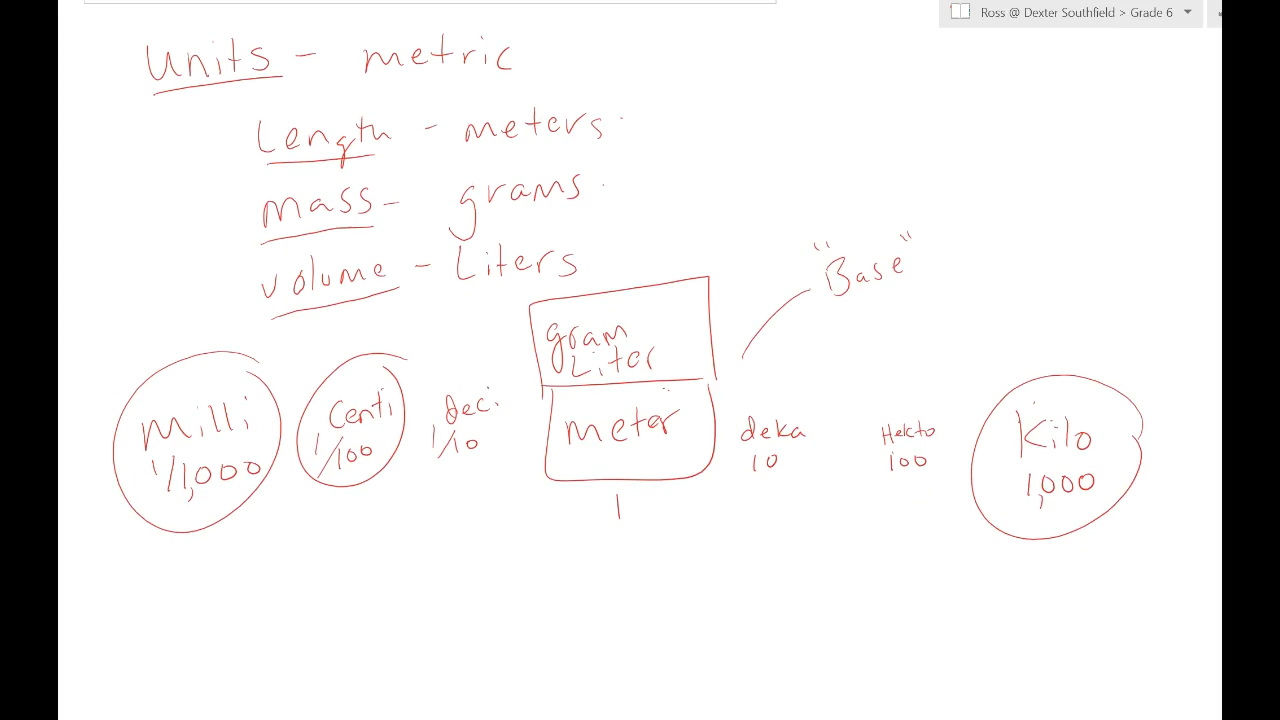 Ross @ Dexter Southfield > Grade 6
Units - metric
Length - meters
mass - grams
volume - Liters
"Base"
gram
Liter
Milli
1/1,000
Centi
1/100
deci
1/10
meter
1
deka
10
Hekto
100
Kilo
1,000